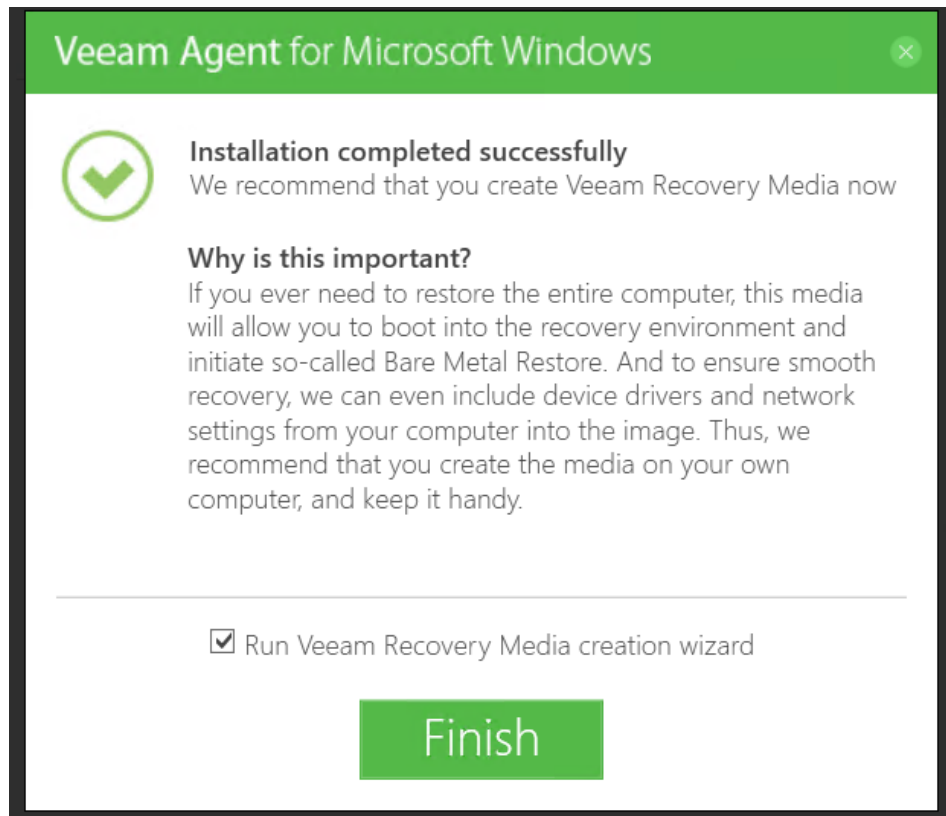 Veeam Agent for Microsoft Windows
Installation completed successfully
We recommend that you create Veeam Recovery Media now
Why is this important?
If you ever need to restore the entire computer, this media
will allow you to boot into the recovery environment and
initiate so-called Bare Metal Restore. And to ensure smooth
recovery, we can even include device drivers and network
settings from your computer into the image. Thus, we
recommend that you create the media on your own
computer, and keep it handy.
Run Veeam Recovery Media creation wizard
Finish